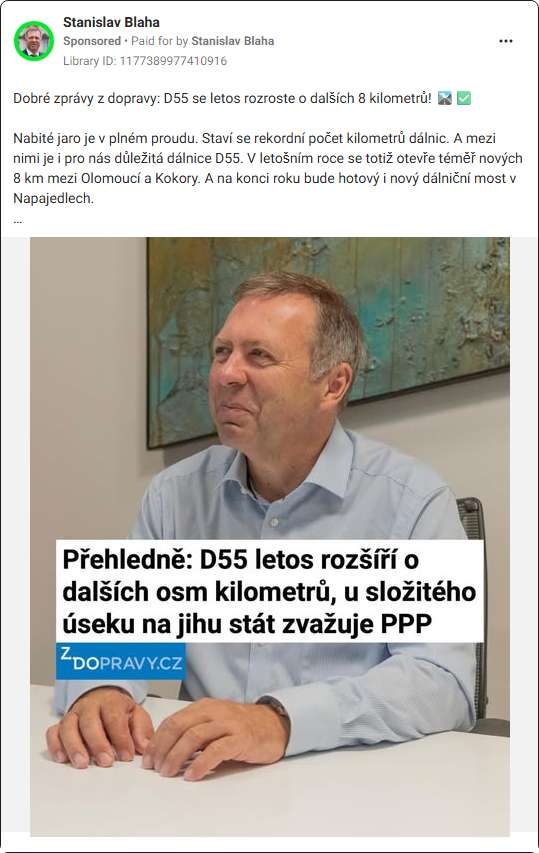 Stanislav Blaha
Sponsored • Paid for by Stanislav Blaha
Library ID: 1177389977410916
Dobré zprávy z dopravy: D55 se letos rozroste o dalších 8 kilometrů!
Nabité jaro je v plném proudu. Staví se rekordní počet kilometrů dálnic. A mezi
nimi je i pro nás důležitá dálnice D55. V letošním roce se totiž otevře téměř nových
8 km mezi Olomoucí a Kokory. A na konci roku bude hotový i nový dálniční most v
Napajedlech.
...
Přehledně: D55 letos rozšíří o
dalších osm kilometrů, u složitého
úseku na jihu stát zvažuje PPP
ZDOPRAVY.CZ